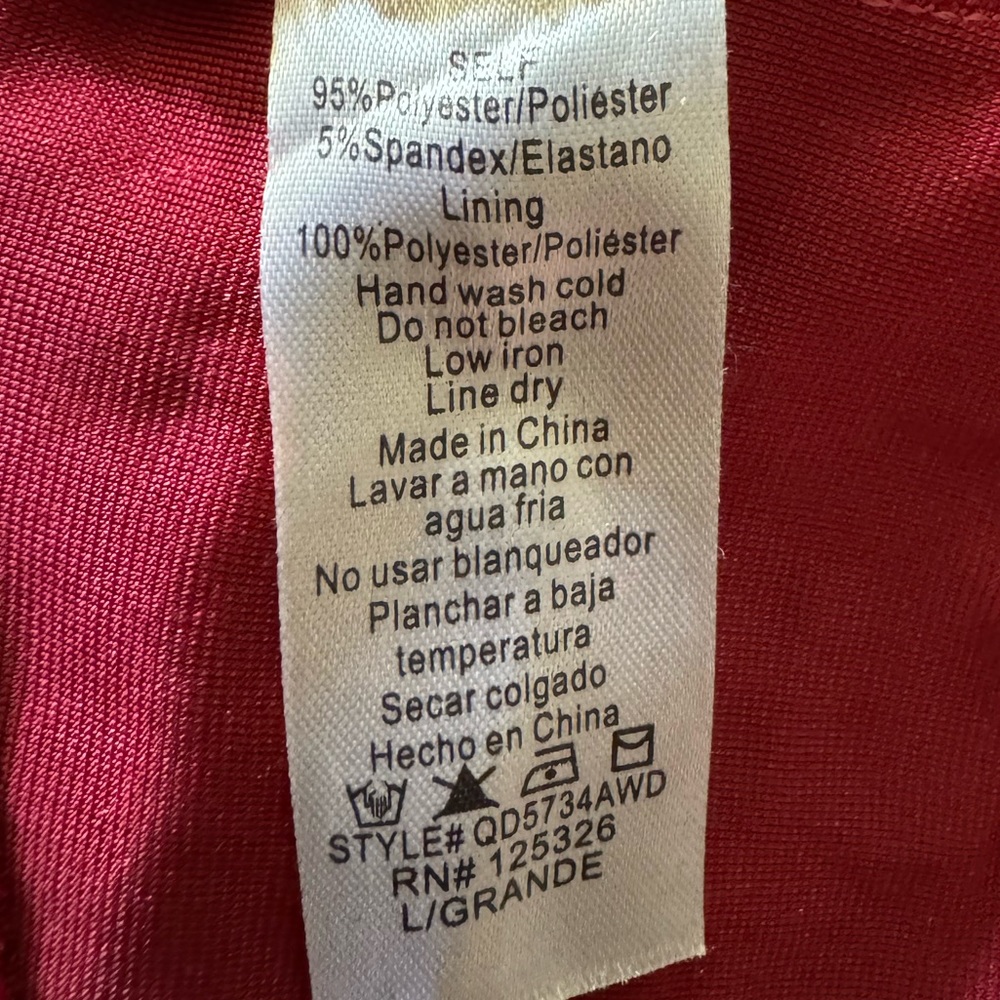 SELF
95%Polyester/Poliéster
5%Spandex/Elastano
Lining
100%Polyester/Poliéster
Hand wash cold
Do not bleach
Low iron
Line dry
Made in China
Lavar a mano con
agua fria
No usar blanqueador
Planchar a baja
temperatura
Secar colgado
Hecho en China
STYLE# QD5734AWD
RN# 125326
L/GRANDE